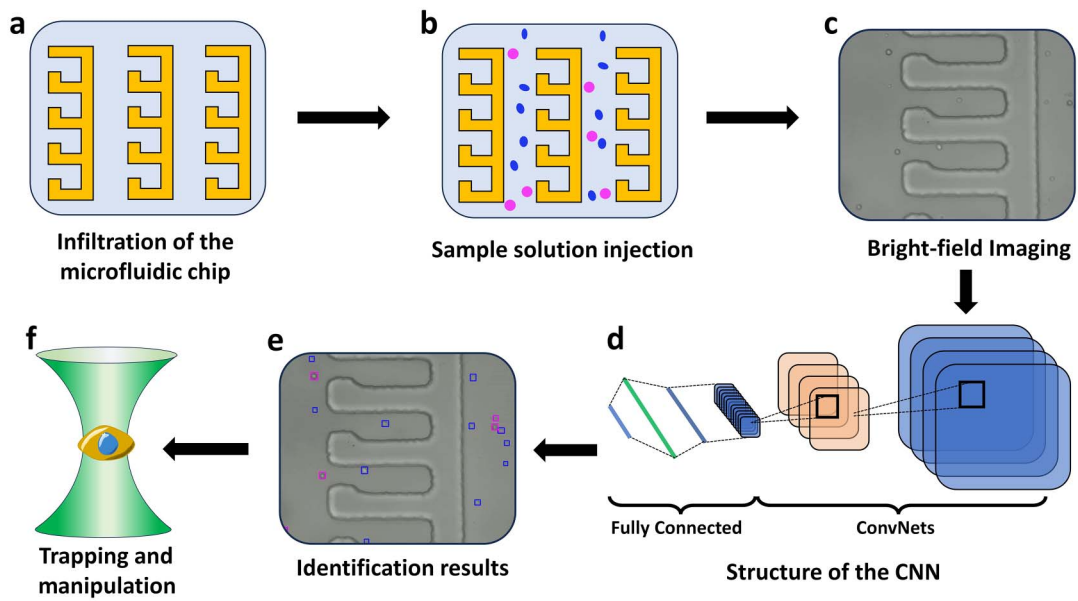 a
Infiltration of the
microfluidic chip
b
Sample solution injection
c
Bright-field Imaging
d
Fully Connected
ConvNets
Structure of the CNN
e
Identification results
f
Trapping and
manipulation